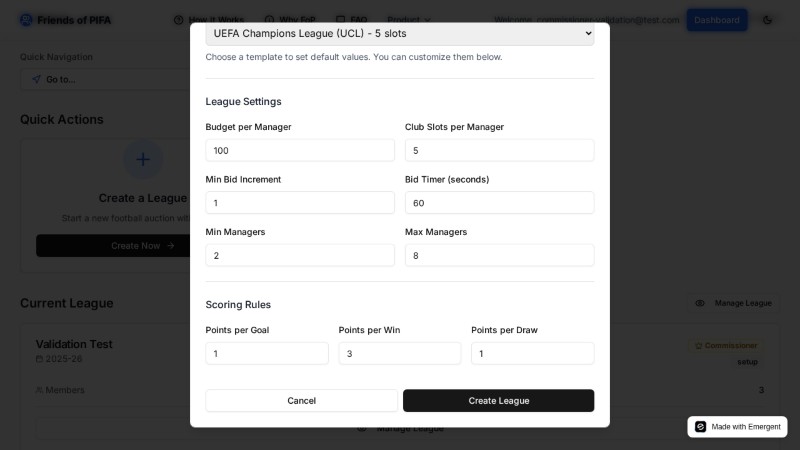 Friends of PIFA
How it Works
Why FoP
FAQ
Product
Welcome, commissioner.validation@test.com
Dashboard
Quick Navigation
Go to...
Quick Actions
Create a League
Start a new football auction with
Create Now
Current League
Manage League
Validation Test
2025-26
Commissioner
setup
Members
3
Manage League
UEFA Champions League (UCL) - 5 slots
Choose a template to set default values. You can customize them below.
League Settings
Budget per Manager
Club Slots per Manager
100
5
Min Bid Increment
Bid Timer (seconds)
1
60
Min Managers
Max Managers
2
8
Scoring Rules
Points per Goal
Points per Win
Points per Draw
1
3
1
Cancel
Create League
Made with Emergent